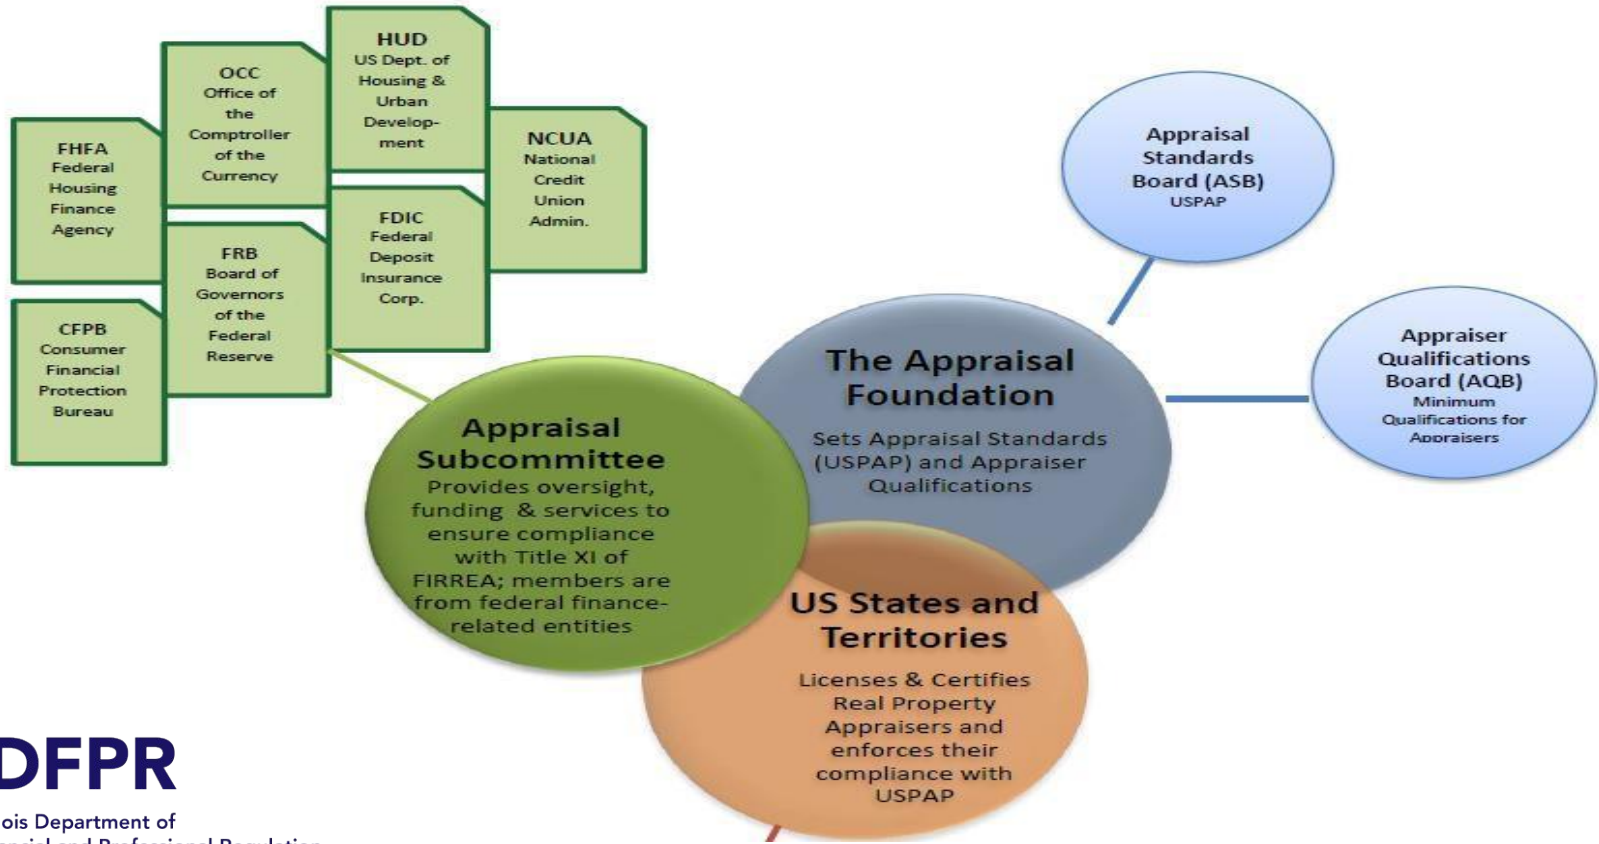 HUD
US Dept. of
Housing &
Urban
Develop-
ment
OCC
Office of
the
Comptroller
of the
Currency
NCUA
National
Credit
Union
Admin.
FHFA
Federal
Housing
Finance
Agency
FDIC
Federal
Deposit
Insurance
Corp.
FRB
Board of
Governors
of the
Federal
Reserve
CFPB
Consumer
Financial
Protection
Bureau
Appraisal
Standards
Board (ASB)
USPAP
Appraiser
Qualifications
Board (AQB)
Minimum
Qualifications for
Appraisers
The Appraisal
Foundation
Sets Appraisal Standards
(USPAP) and Appraiser
Qualifications
Appraisal
Subcommittee
Provides oversight,
funding & services to
ensure compliance
with Title XI of
FIRREA; members are
from federal finance-
related entities
US States and
Territories
Licenses & Certifies
Real Property
Appraisers and
enforces their
compliance with
USPAP
DFPR
ois Department of
ancial and Professional Regulation